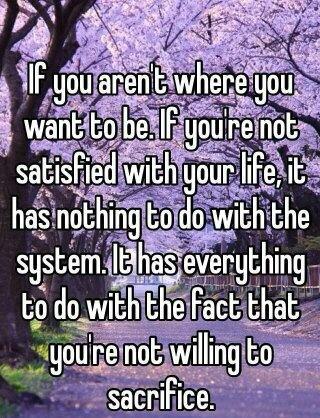 If you aren't where you
want to be. If you're not
satisfied with your life, it
has nothing to do with the
system. It has everything
to do with the fact that
you're not willing to
sacrifice.